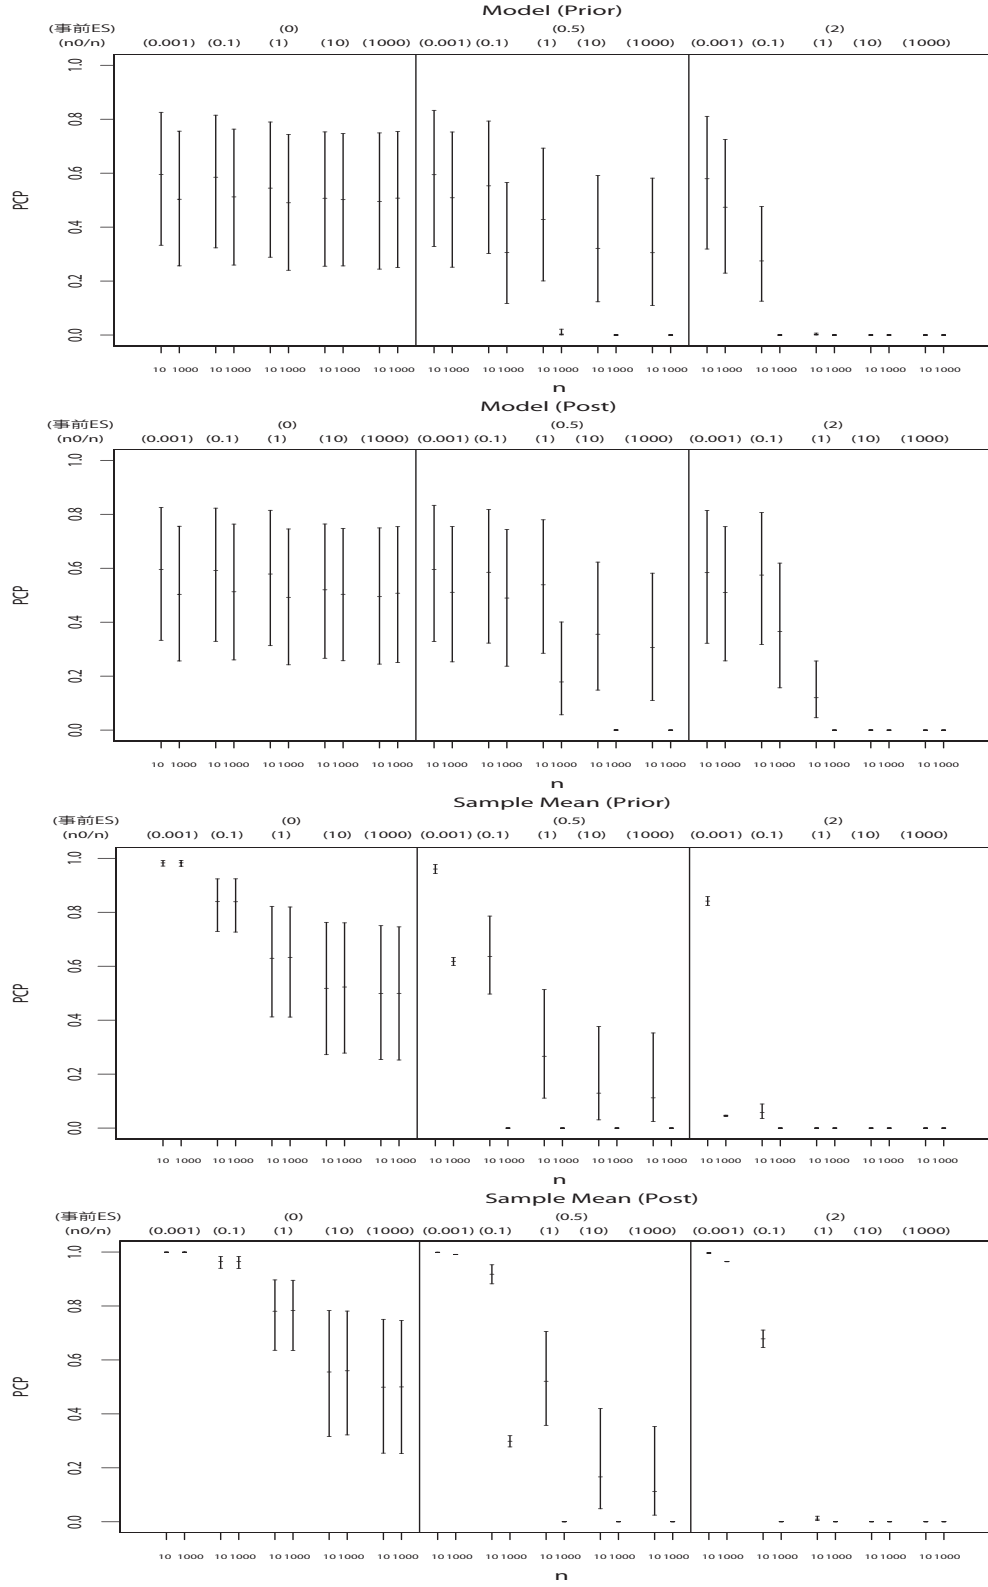 Model (Prior)
(事前ES) (0) (0.5) (2)
(n0/n) (0.001) (0.1) (1) (10) (1000) (0.001) (0.1) (1) (10) (1000) (0.001) (0.1) (1) (10) (1000)
1.0
0.8
0.6
0.4
0.2
0.0
PCP
10 1000 10 1000 10 1000 10 1000 10 1000 10 1000 10 1000 10 1000 10 1000 10 1000 10 1000 10 1000 10 1000 10 1000 10 1000
n
Model (Post)
(事前ES) (0) (0.5) (2)
(n0/n) (0.001) (0.1) (1) (10) (1000) (0.001) (0.1) (1) (10) (1000) (0.001) (0.1) (1) (10) (1000)
1.0
0.8
0.6
0.4
0.2
0.0
PCP
10 1000 10 1000 10 1000 10 1000 10 1000 10 1000 10 1000 10 1000 10 1000 10 1000 10 1000 10 1000 10 1000 10 1000 10 1000
n
Sample Mean (Prior)
(事前ES) (0) (0.5) (2)
(n0/n) (0.001) (0.1) (1) (10) (1000) (0.001) (0.1) (1) (10) (1000) (0.001) (0.1) (1) (10) (1000)
1.0
0.8
0.6
0.4
0.2
0.0
PCP
10 1000 10 1000 10 1000 10 1000 10 1000 10 1000 10 1000 10 1000 10 1000 10 1000 10 1000 10 1000 10 1000 10 1000 10 1000
n
Sample Mean (Post)
(事前ES) (0) (0.5) (2)
(n0/n) (0.001) (0.1) (1) (10) (1000) (0.001) (0.1) (1) (10) (1000) (0.001) (0.1) (1) (10) (1000)
1.0
0.8
0.6
0.4
0.2
0.0
PCP
10 1000 10 1000 10 1000 10 1000 10 1000 10 1000 10 1000 10 1000 10 1000 10 1000 10 1000 10 1000 10 1000 10 1000 10 1000
n